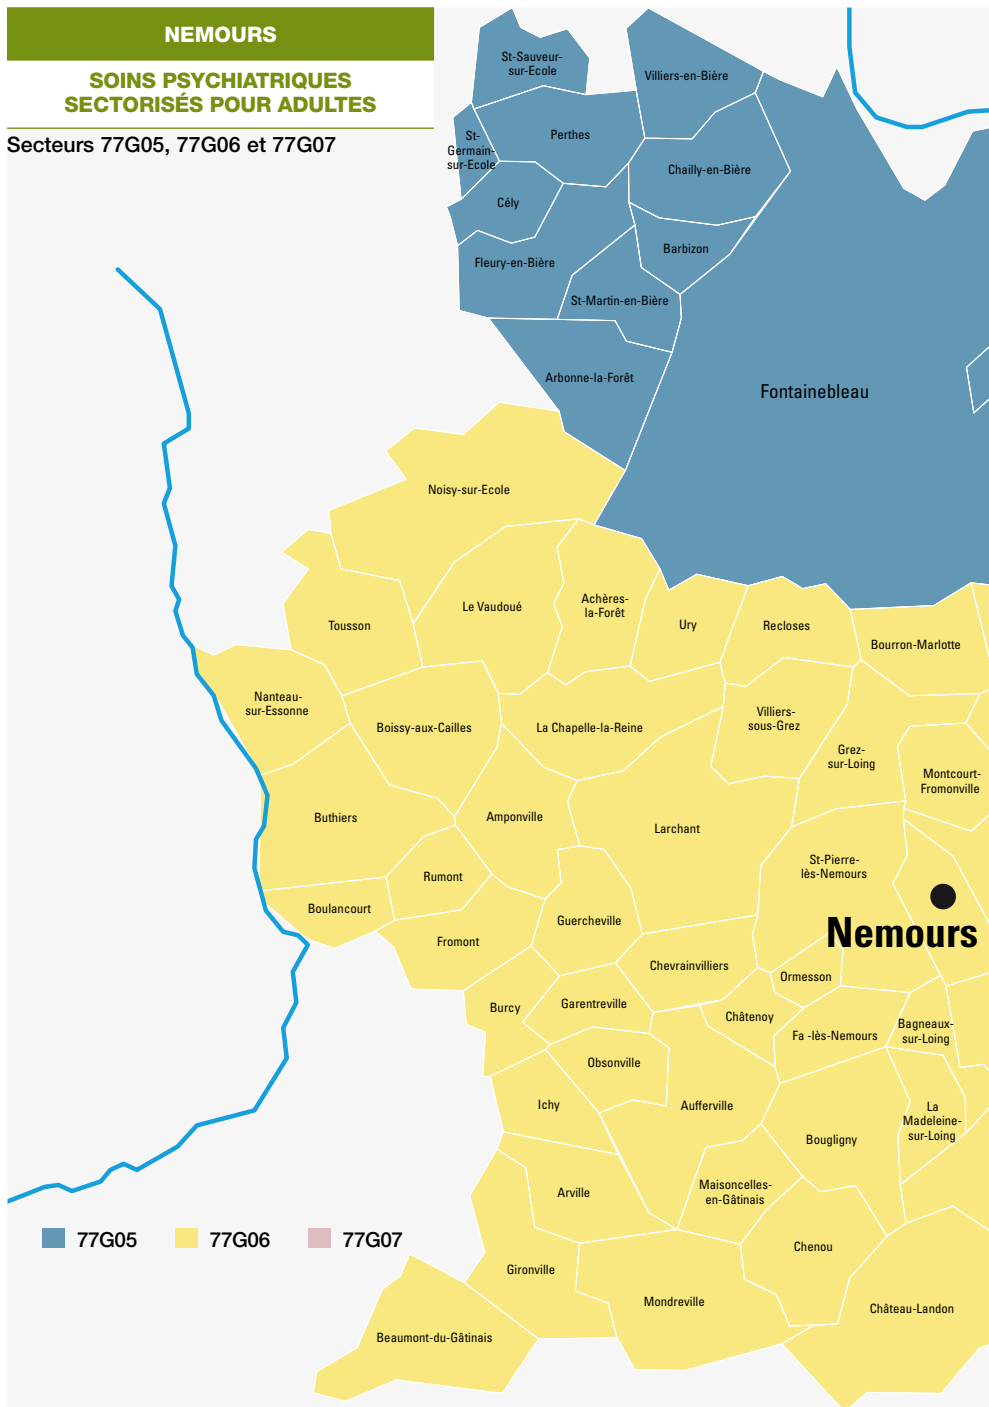 NEMOURS
SOINS PSYCHIATRIQUES
SECTORISÉS POUR ADULTES
Secteurs 77G05, 77G06 et 77G07
St-Sauveur-
sur-Ecole
Villiers-en-Bière
St-
Germain-
sur-Ecole
Perthes
Chailly-en-Bière
Cély
Barbizon
Fleury-en-Bière
St-Martin-en-Bière
Arbonne-la-Forêt
Fontainebleau
Noisy-sur-Ecole
Le Vaudoué
Achères-
la-Forêt
Tousson
Ury
Recloses
Bourron-Marlotte
Nanteau-
sur-Essonne
Boissy-aux-Cailles
La Chapelle-la-Reine
Villiers-
sous-Grez
Grez-
sur-Loing
Montcourt-
Fromonville
Buthiers
Amponville
Larchant
St-Pierre-
lès-Nemours
Rumont
Boulancourt
Guercheville
Nemours
Fromont
Chevrainvilliers
Ormesson
Burcy
Garentreville
Châtenoy
Fa -lès-Nemours
Bagneaux-
sur-Loing
Obsonville
Ichy
Aufferville
La
Madeleine-
sur-Loing
Bougligny
Arville
Maisoncelles-
en-Gâtinais
77G05
77G06
77G07
Chenou
Gironville
Mondreville
Château-Landon
Beaumont-du-Gâtinais